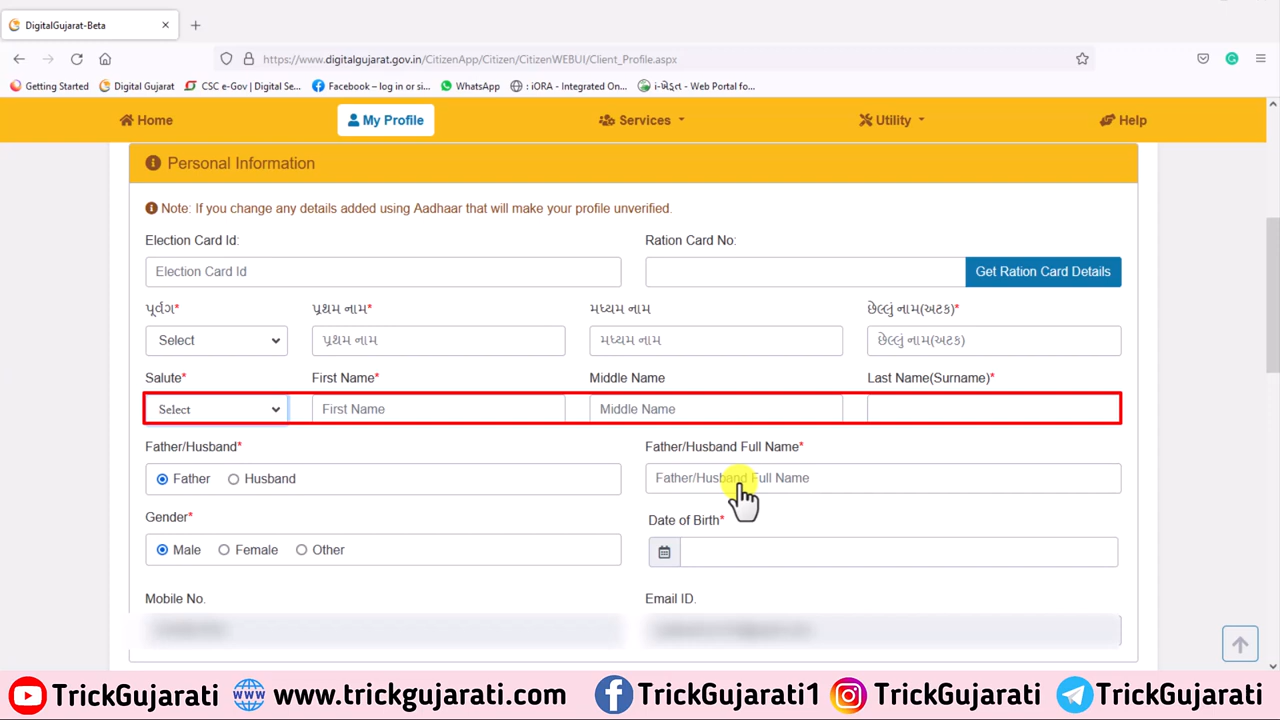 DigitalGujarat-Beta
https://www.digitalgujarat.gov.in/CitizenApp/Citizen/CitizenWEBUI/Client_Profile.aspx
Getting Started Digital Gujarat CSC e-Gov | Digital Se... Facebook – log in or si... WhatsApp : iORA - Integrated On... i-ખેડૂત - Web Portal fo...
Home My Profile Services Utility Help
Personal Information
Note: If you change any details added using Aadhaar that will make your profile unverified.
Election Card Id: Ration Card No:
Election Card Id Get Ration Card Details
પૂર્વગ* પ્રથમ નામ* મધ્યમ નામ છેલ્લું નામ(અટક)*
Select પ્રથમ નામ મધ્યમ નામ છેલ્લું નામ(અટક)
Salute* First Name* Middle Name Last Name(Surname)*
Select First Name Middle Name
Father/Husband* Father/Husband Full Name*
Father Husband Father/Husband Full Name
Gender* Date of Birth*
Male Female Other
Mobile No. Email ID.
TrickGujarati www.trickgujarati.com TrickGujarati1 TrickGujarati TrickGujarati